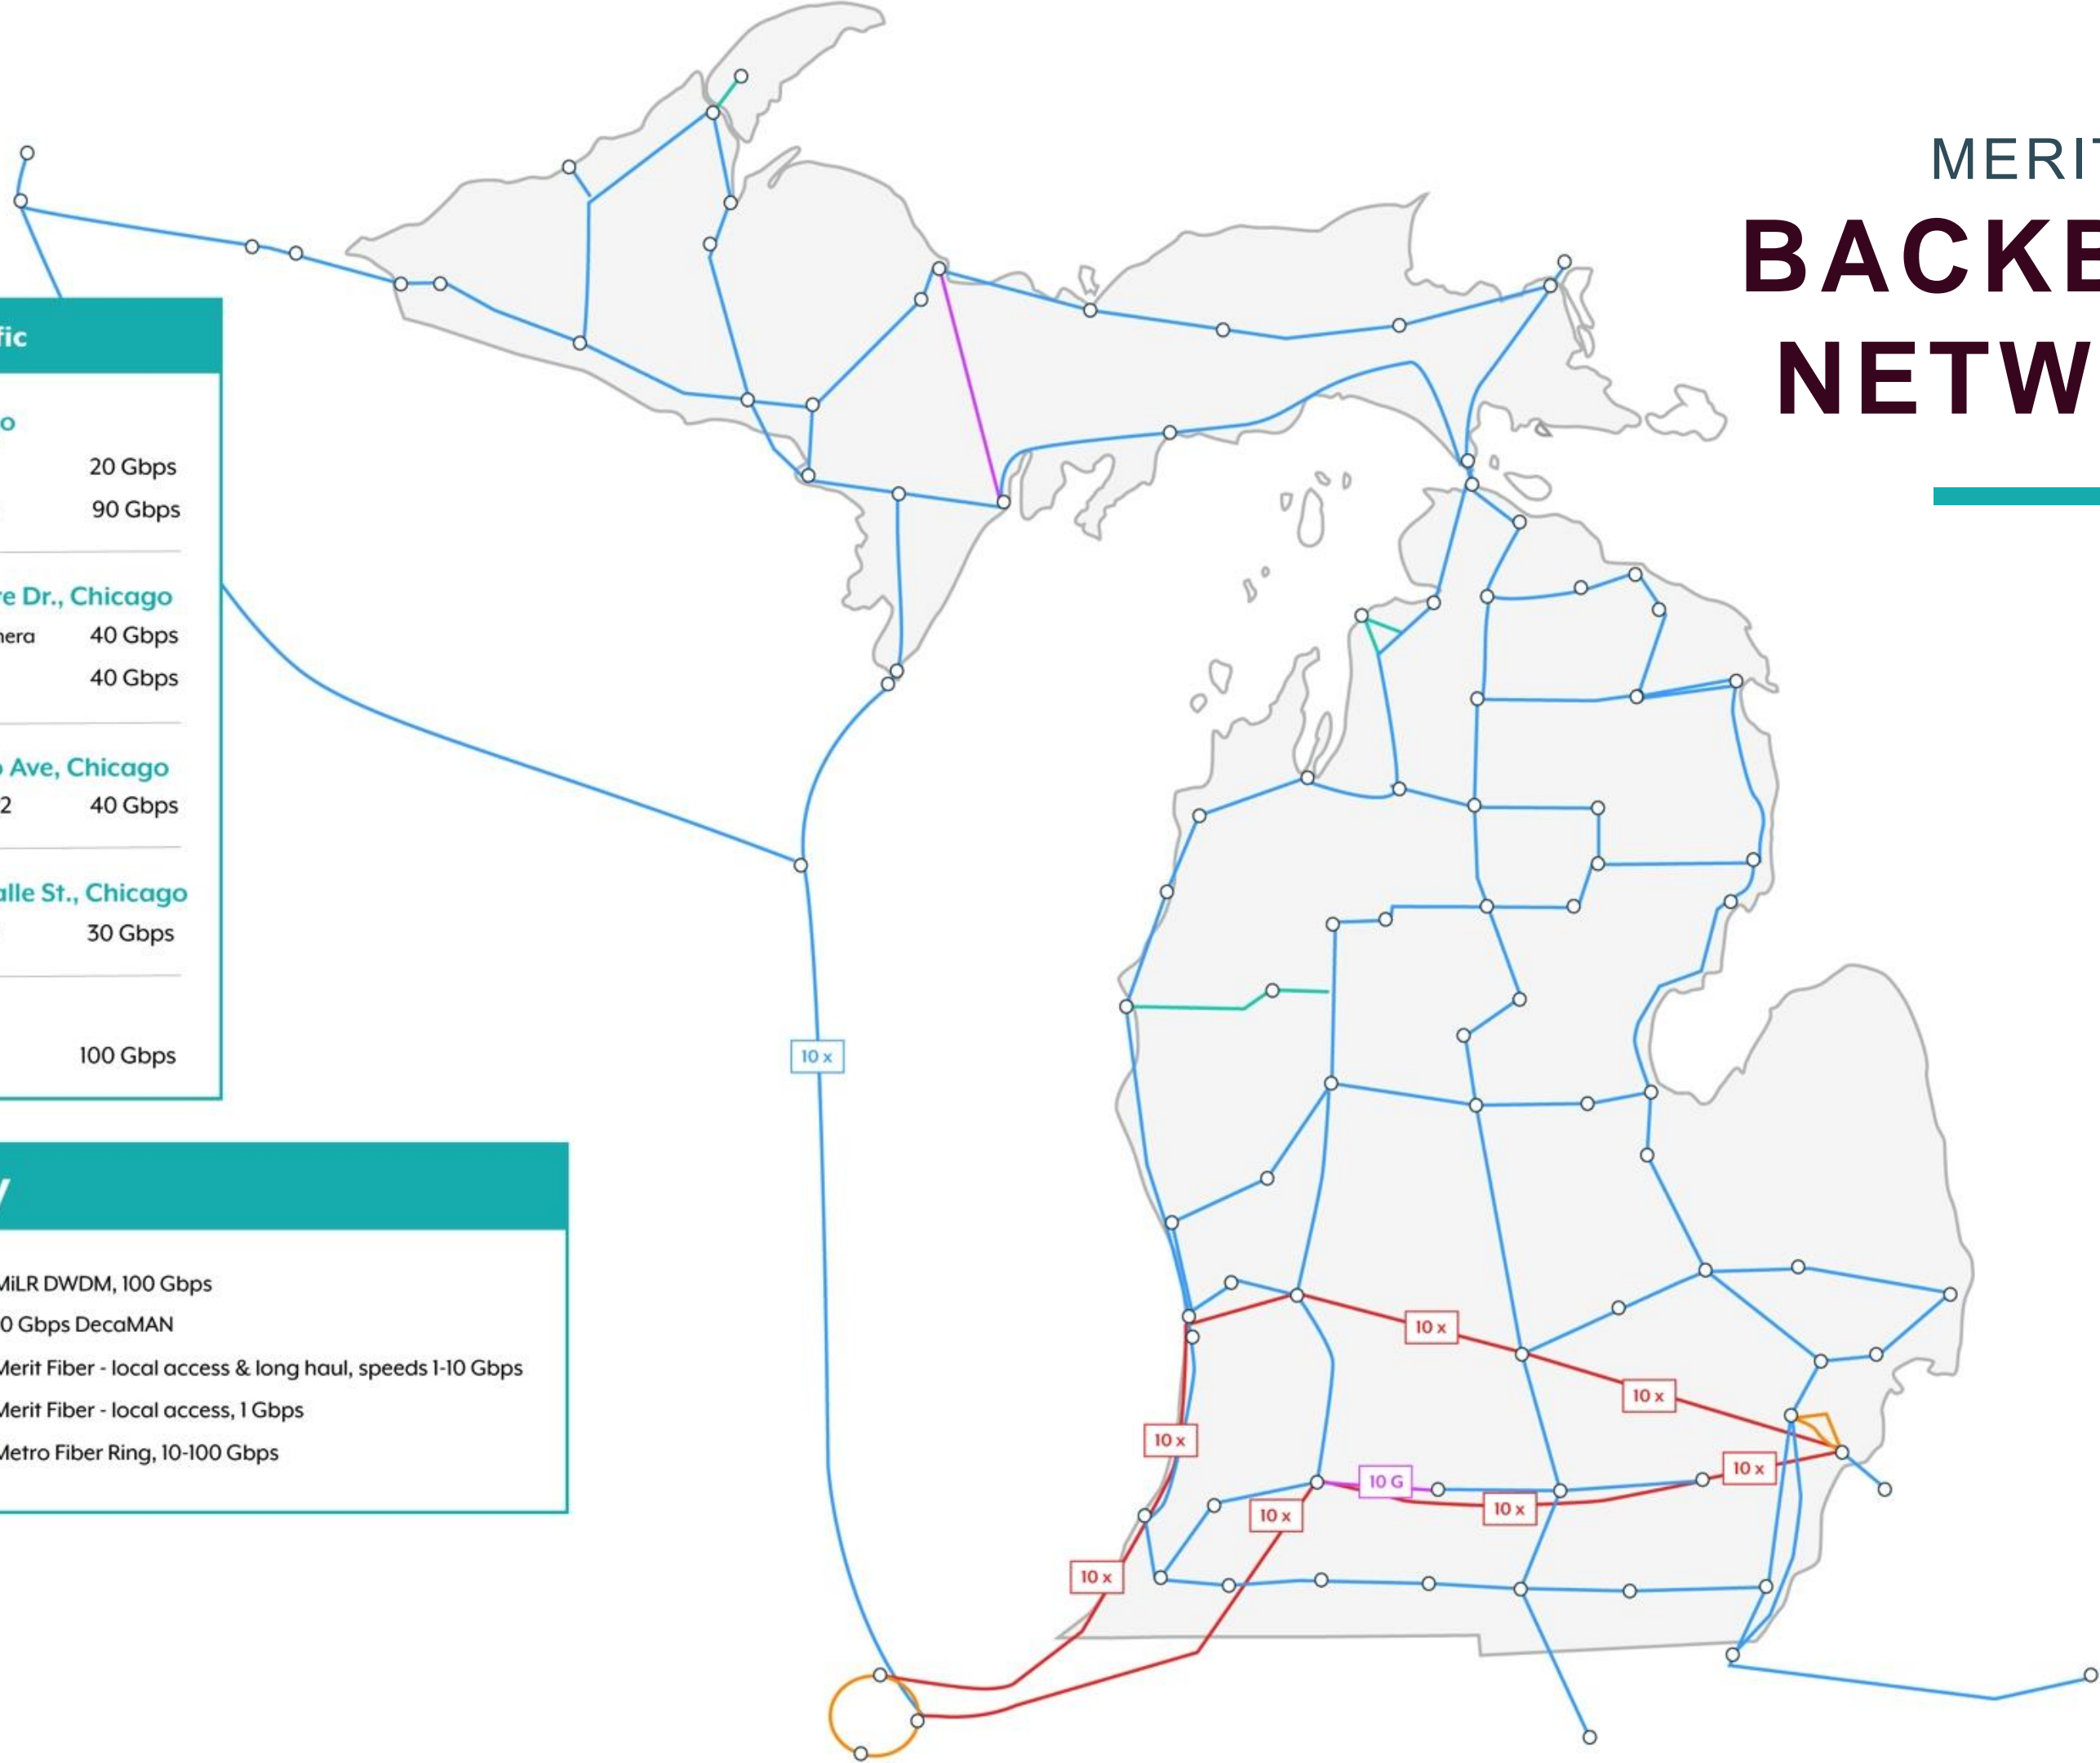 MERIT
BACKB
NETW
fic
o
20 Gbps
90 Gbps
re Dr., Chicago
nera 40 Gbps
40 Gbps
o Ave, Chicago
2 40 Gbps
alle St., Chicago
30 Gbps
100 Gbps
y
MiLR DWDM, 100 Gbps
0 Gbps DecaMAN
Merit Fiber - local access & long haul, speeds 1-10 Gbps
Merit Fiber - local access, 1 Gbps
Metro Fiber Ring, 10-100 Gbps
10 x
10 x
10 x
10 x
10 x
10 G
10 x
10 x
10 x